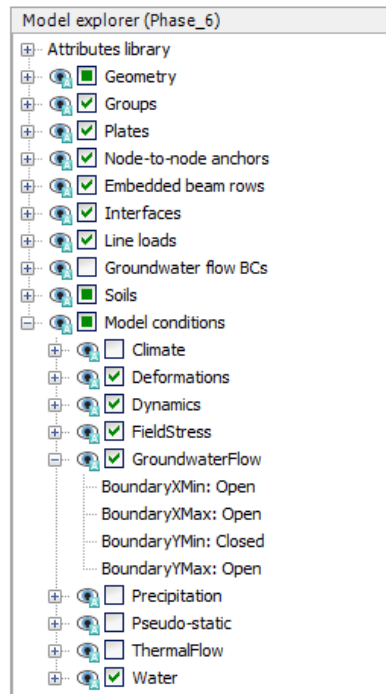 Model explorer (Phase_6)
Attributes library
Geometry
Groups
Plates
Node-to-node anchors
Embedded beam rows
Interfaces
Line loads
Groundwater flow BCs
Soils
Model conditions
Climate
Deformations
Dynamics
FieldStress
GroundwaterFlow
BoundaryXMin: Open
BoundaryXMax: Open
BoundaryYMin: Closed
BoundaryYMax: Open
Precipitation
Pseudo-static
ThermalFlow
Water